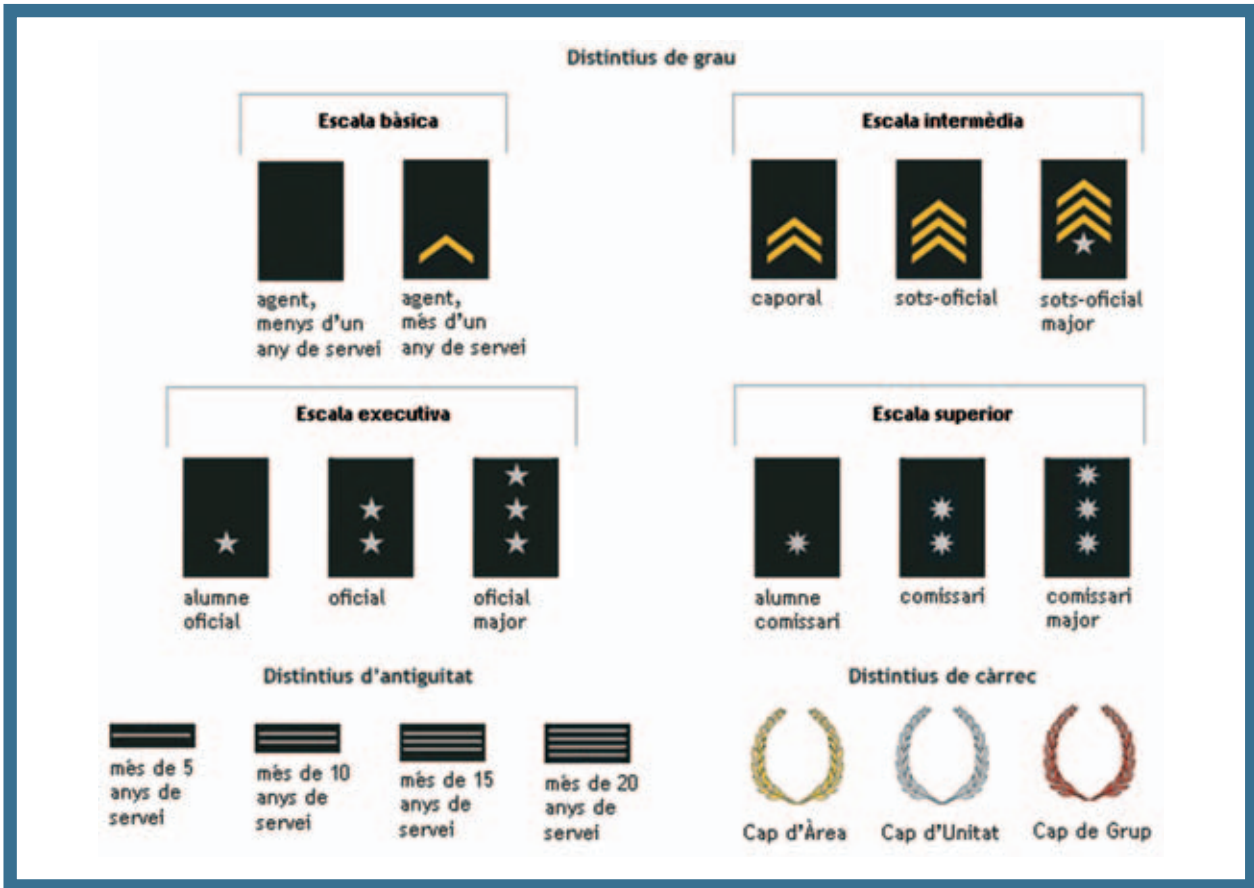 Distintius de grau
Escala bàsica
agent,
menys d'un
any de servei
agent,
més d'un
any de servei
Escala intermèdia
caporal
sots-oficial
sots-oficial
major
Escala executiva
alumne
oficial
oficial
oficial
major
Escala superior
alumne
comissari
comissari
comissari
major
Distintius d'antiguitat
més de 5
anys de
servei
més de 10
anys de
servei
més de 15
anys de
servei
més de 20
anys de
servei
Distintius de càrrec
Cap d'Àrea
Cap d'Unitat
Cap de Grup